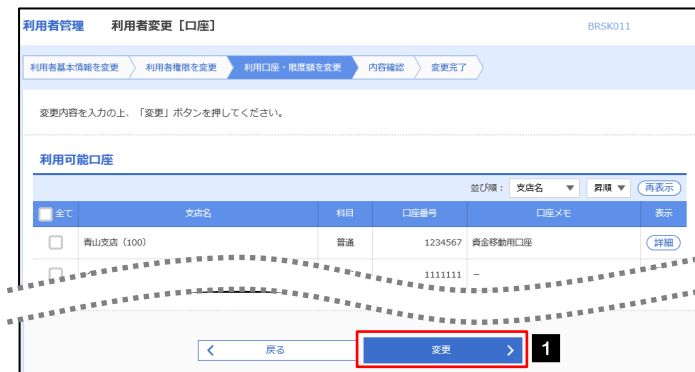 利用者管理 利用者変更［口座］ BRSK011
利用者基本情報を変更 利用者権限を変更 利用口座・限度額を変更 内容確認 変更完了
変更内容を入力の上、「変更」ボタンを押してください。
利用可能口座
並び順： 支店名 ▼ 昇順 ▼ 再表示
全て 支店名 科目 口座番号 口座メモ 表示
青山支店（100） 普通 1234567 資金移動用口座 詳細
1111111 －
戻る 変更 1